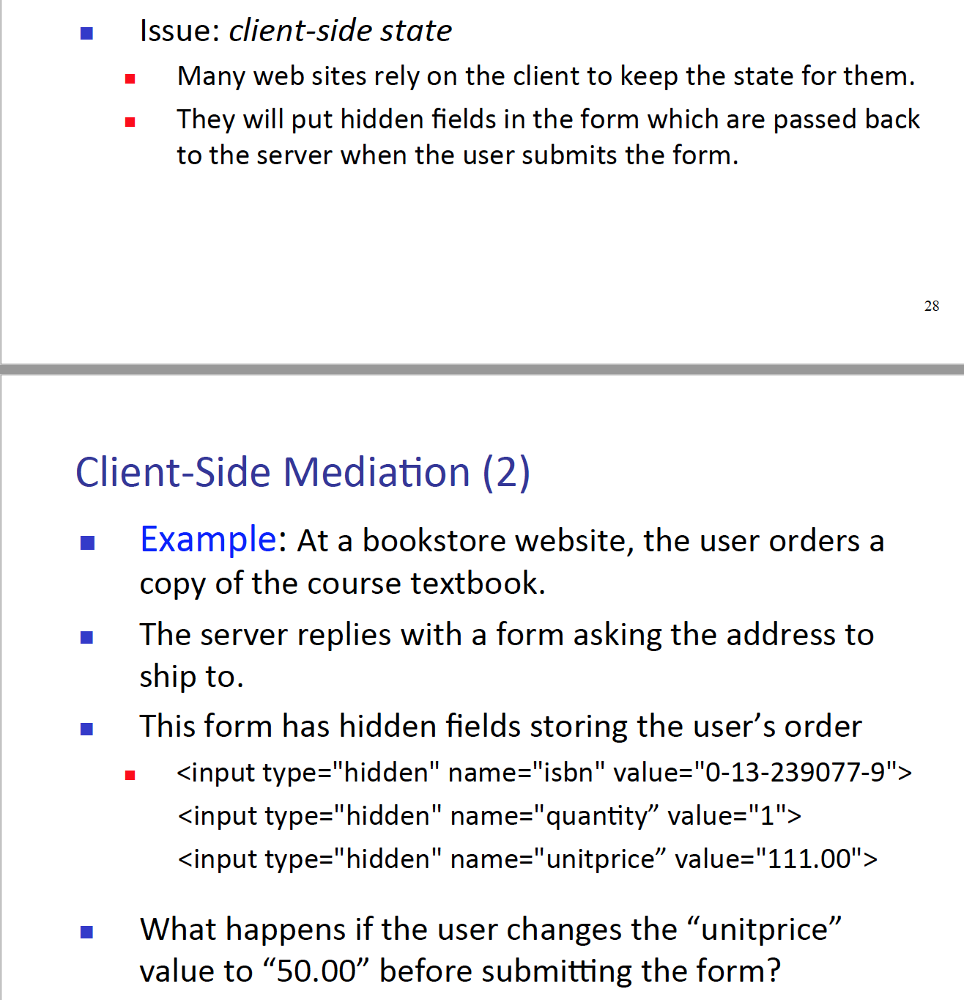 Issue: client-side state
Many web sites rely on the client to keep the state for them.
They will put hidden fields in the form which are passed back
to the server when the user submits the form.
28
Client-Side Mediation (2)
Example: At a bookstore website, the user orders a
copy of the course textbook.
The server replies with a form asking the address to
ship to.
This form has hidden fields storing the user’s order
<input type="hidden" name="isbn" value="0-13-239077-9">
<input type="hidden" name="quantity” value="1">
<input type="hidden" name="unitprice” value="111.00">
What happens if the user changes the “unitprice”
value to “50.00” before submitting the form?